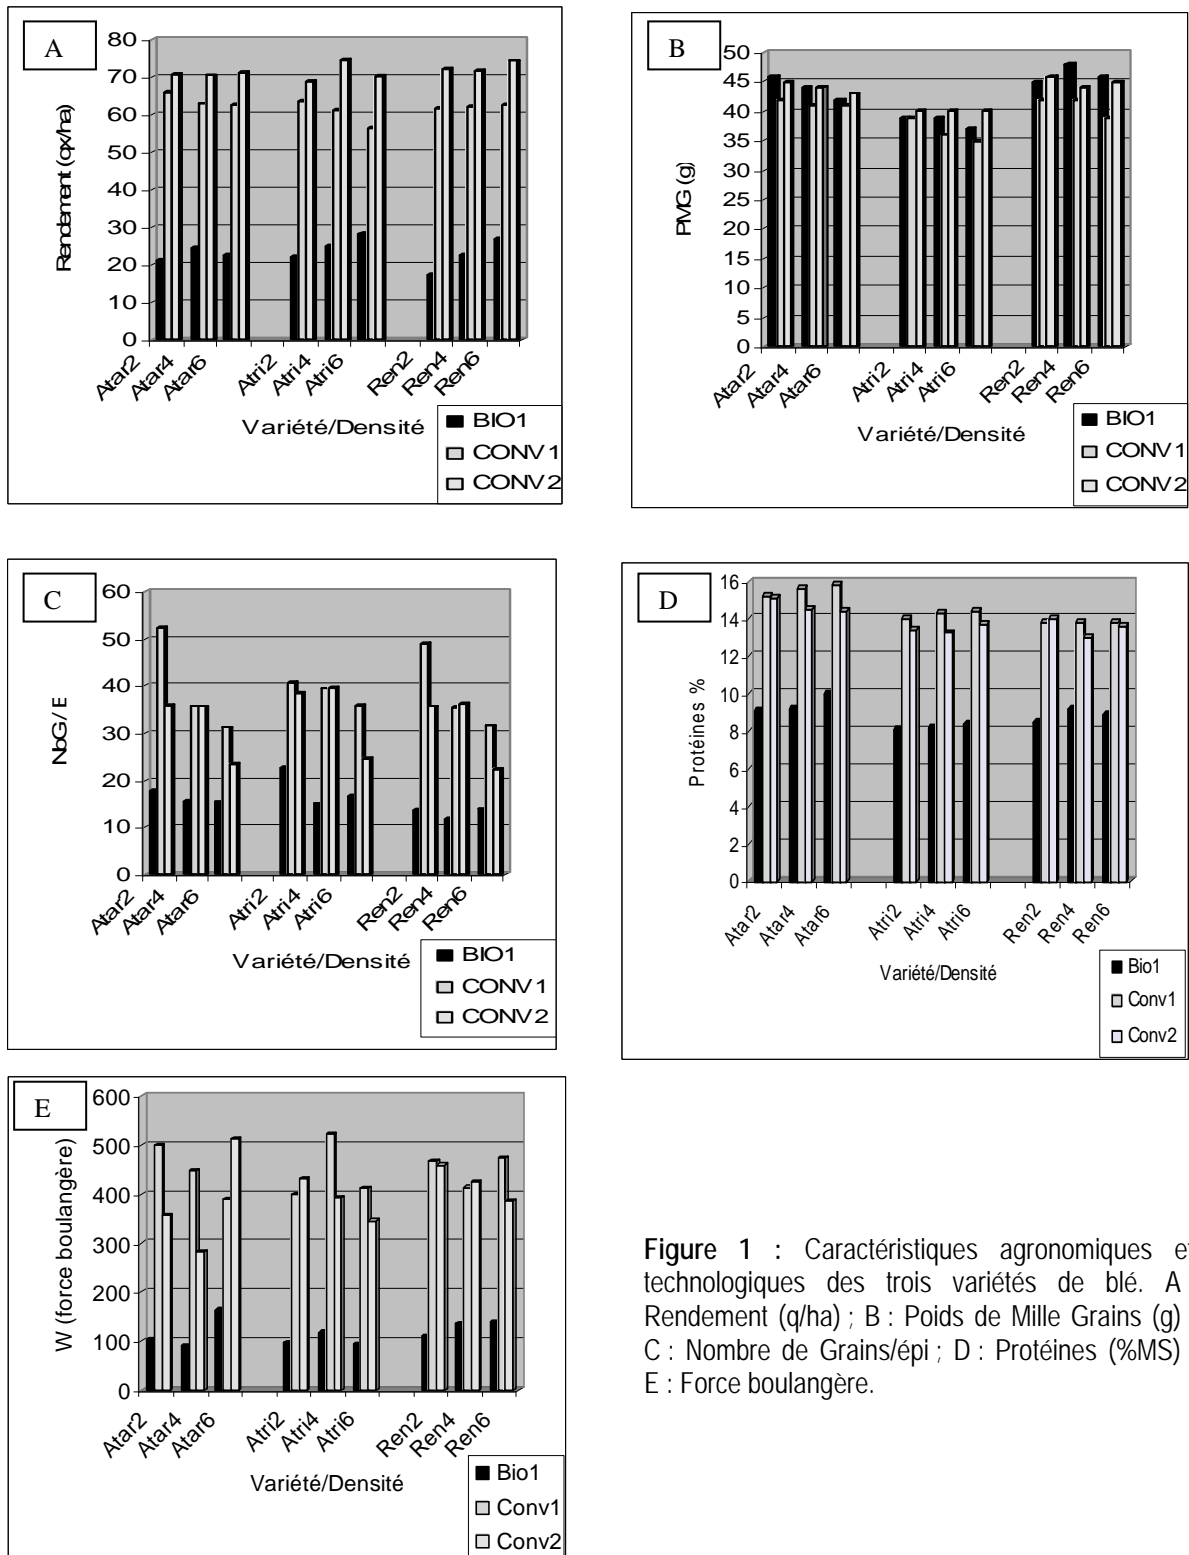 A
80
70
60
50
40
30
20
10
0
Rendement (qx/ha)
Atar2
Atar4
Atar6
Atri2
Atri4
Atri6
Ren2
Ren4
Ren6
Variété/Densité
BIO1
CONV1
CONV2
B
50
45
40
35
30
25
20
15
10
5
0
PMG (g)
Atar2
Atar4
Atar6
Atri2
Atri4
Atri6
Ren2
Ren4
Ren6
Variété/Densité
BIO1
CONV1
CONV2
C
60
50
40
30
20
10
0
NbG/E
Atar2
Atar4
Atar6
Atri2
Atri4
Atri6
Ren2
Ren4
Ren6
Variété/Densité
BIO1
CONV1
CONV2
D
16
14
12
10
8
6
4
2
0
Protéines %
Atar2
Atar4
Atar6
Atri2
Atri4
Atri6
Ren2
Ren4
Ren6
Variété/Densité
Bio1
Conv1
Conv2
E
600
500
400
300
200
100
0
W (force boulangère)
Atar2
Atar4
Atar6
Atri2
Atri4
Atri6
Ren2
Ren4
Ren6
Variété/Densité
Bio1
Conv1
Conv2
Figure 1 : Caractéristiques agronomiques et
technologiques des trois variétés de blé. A
Rendement (q/ha) ; B : Poids de Mille Grains (g)
C : Nombre de Grains/épi ; D : Protéines (%MS)
E : Force boulangère.